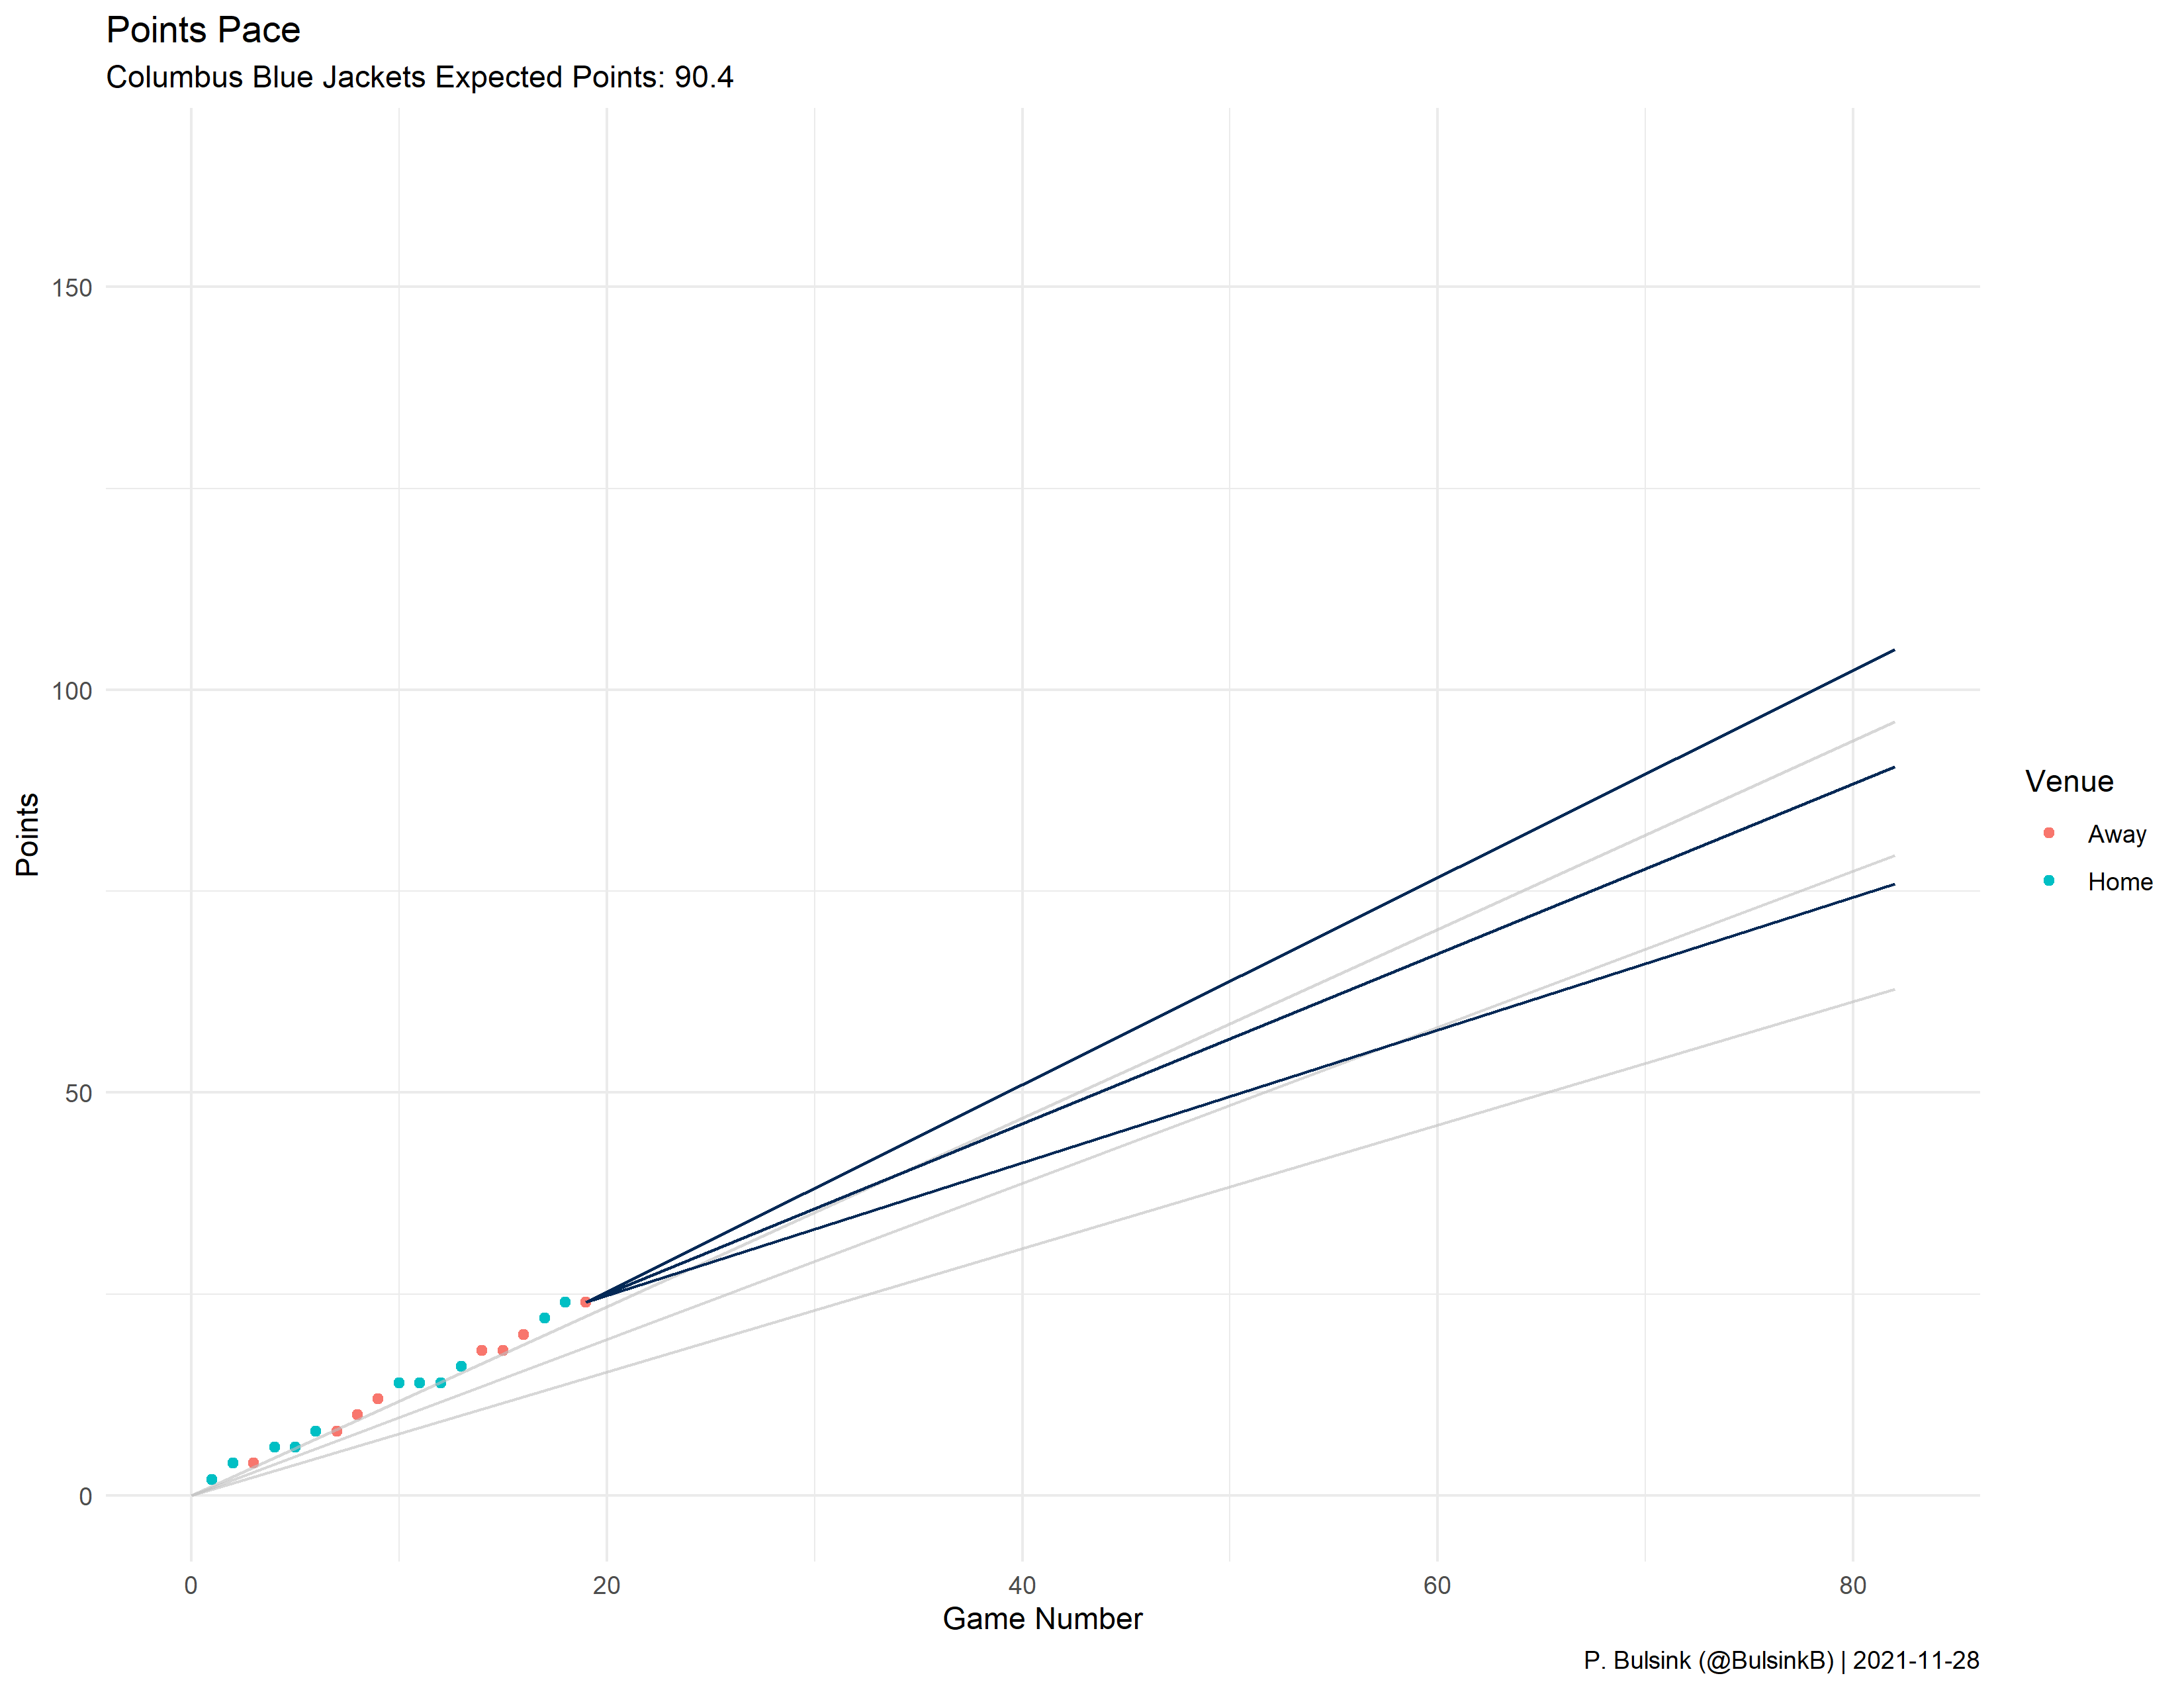 Points Pace
Columbus Blue Jackets Expected Points: 90.4
150
100
50
0
Points
0 20 40 60 80
Game Number
Venue
Away
Home
P. Bulsink (@BulsinkB) | 2021-11-28